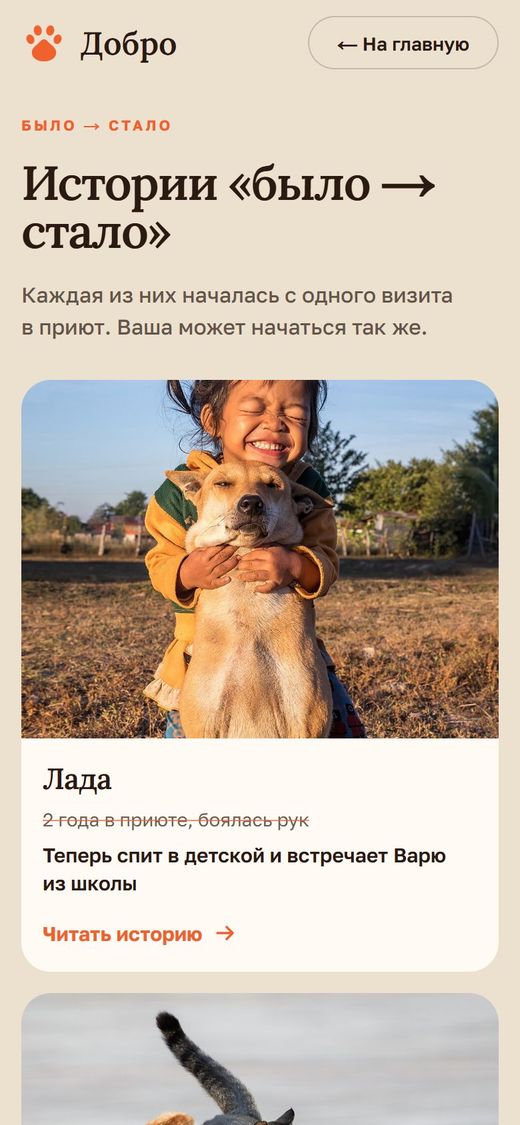 Добро
← На главную
БЫЛО → СТАЛО
Истории «было →
стало»
Каждая из них началась с одного визита
в приют. Ваша может начаться так же.
Лада
2 года в приюте, боялась рук
Теперь спит в детской и встречает Варю
из школы
Читать историю →